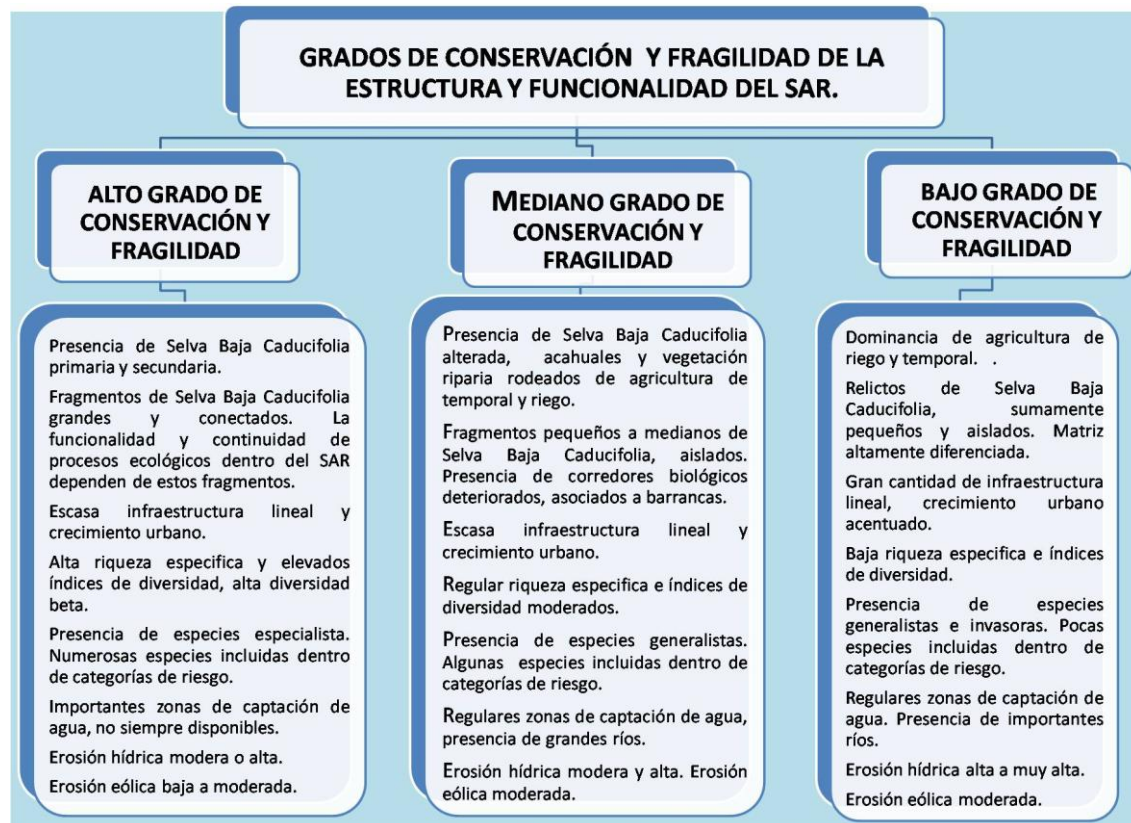 GRADOS DE CONSERVACIÓN Y FRAGILIDAD DE LA
ESTRUCTURA Y FUNCIONALIDAD DEL SAR.
ALTO GRADO DE
CONSERVACIÓN Y
FRAGILIDAD
Presencia de Selva Baja Caducifolia
primaria y secundaria.
Fragmentos de Selva Baja Caducifolia
grandes y conectados. La
funcionalidad y continuidad de
procesos ecológicos dentro del SAR
dependen de estos fragmentos.
Escasa infraestructura lineal y
crecimiento urbano.
Alta riqueza especifica y elevados
índices de diversidad, alta diversidad
beta.
Presencia de especies especialista.
Numerosas especies incluidas dentro
de categorías de riesgo.
Importantes zonas de captación de
agua, no siempre disponibles.
Erosión hídrica modera o alta.
Erosión eólica baja a moderada.
MEDIANO GRADO DE
CONSERVACIÓN Y
FRAGILIDAD
Presencia de Selva Baja Caducifolia
alterada, acahuales y vegetación
riparia rodeados de agricultura de
temporal y riego.
Fragmentos pequeños a medianos de
Selva Baja Caducifolia, aislados.
Presencia de corredores biológicos
deteriorados, asociados a barrancas.
Escasa infraestructura lineal y
crecimiento urbano.
Regular riqueza especifica e índices de
diversidad moderados.
Presencia de especies generalistas.
Algunas especies incluidas dentro de
categorías de riesgo.
Regulares zonas de captación de agua,
presencia de grandes ríos.
Erosión hídrica modera y alta. Erosión
eólica moderada.
BAJO GRADO DE
CONSERVACIÓN Y
FRAGILIDAD
Dominancia de agricultura de
riego y temporal. .
Relictos de Selva Baja
Caducifolia, sumamente
pequeños y aislados. Matriz
altamente diferenciada.
Gran cantidad de infraestructura
lineal, crecimiento urbano
acentuado.
Baja riqueza especifica e índices
de diversidad.
Presencia de especies
generalistas e invasoras. Pocas
especies incluidas dentro de
categorías de riesgo.
Regulares zonas de captación de
agua. Presencia de importantes
ríos.
Erosión hídrica alta a muy alta.
Erosión eólica moderada.